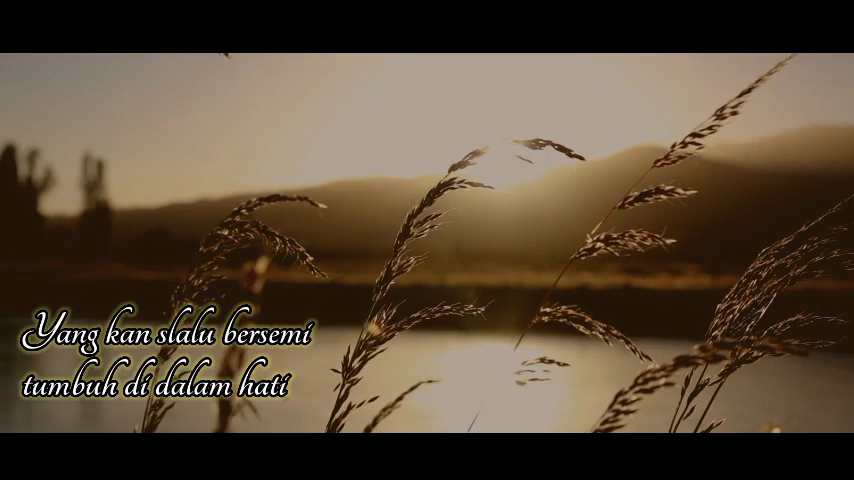 Yang kan slalu bersemi
tumbuh di dalam hati